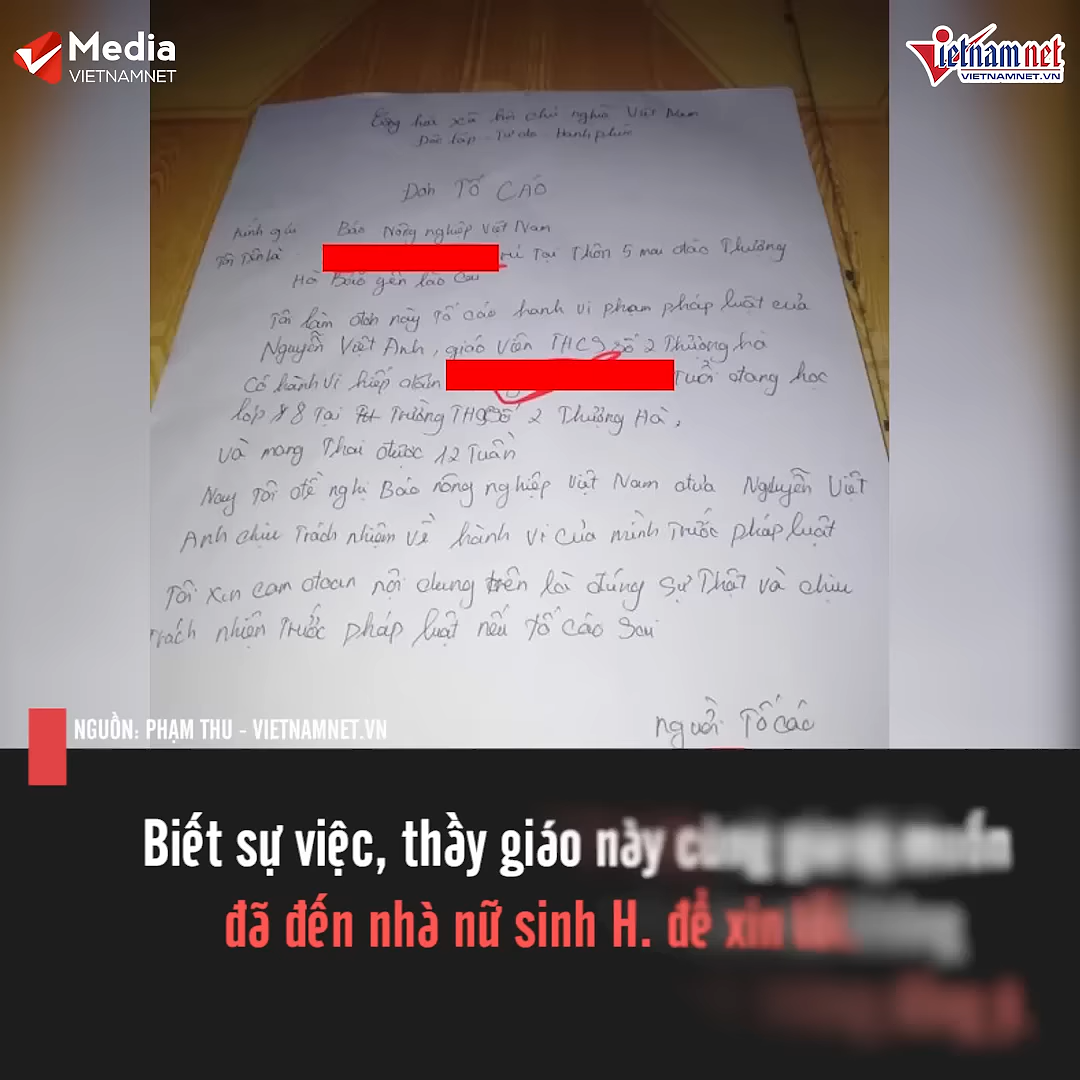 Media
VIETNAMNET
Vietnamnet
VIETNAMNET.VN
Cộng hoà xã hội chủ nghĩa Việt Nam
Độc lập - Tự do Hanh phúc
Đơn TỐ CÁO
Kính gửi Báo Nông nghiệp Việt Nam
Tôi Tên là Tại Thôn 5 mai đào Thượng
Hà Bảo yên lào Cai
Tôi làm đơn này Tố cáo hanh vi phạm pháp luật của
Nguyễn Việt Anh, giáo viên THCS số 2 Thượng hà
Có hành vi hiếp dâm Tuổi đang học
lớp 8 Tại Trường THCS số 2 Thượng Hà,
Và mang Thai được 12 Tuần
Nay Tôi đề nghị Báo nông nghiệp Việt Nam đưa Nguyễn Việt
Anh chịu Trách nhiệm về hành vi của mình Trước pháp luật
Tôi xin cam đoan nội dung trên là đúng sự Thật và chịu
Trách nhiệm Trước pháp luật nếu Tố cáo Sai
người Tố cáo
NGUỒN: PHẠM THU - VIETNAMNET.VN
Biết sự việc, thầy giáo này cũng muốn
đã đến nhà nữ sinh H. để xin